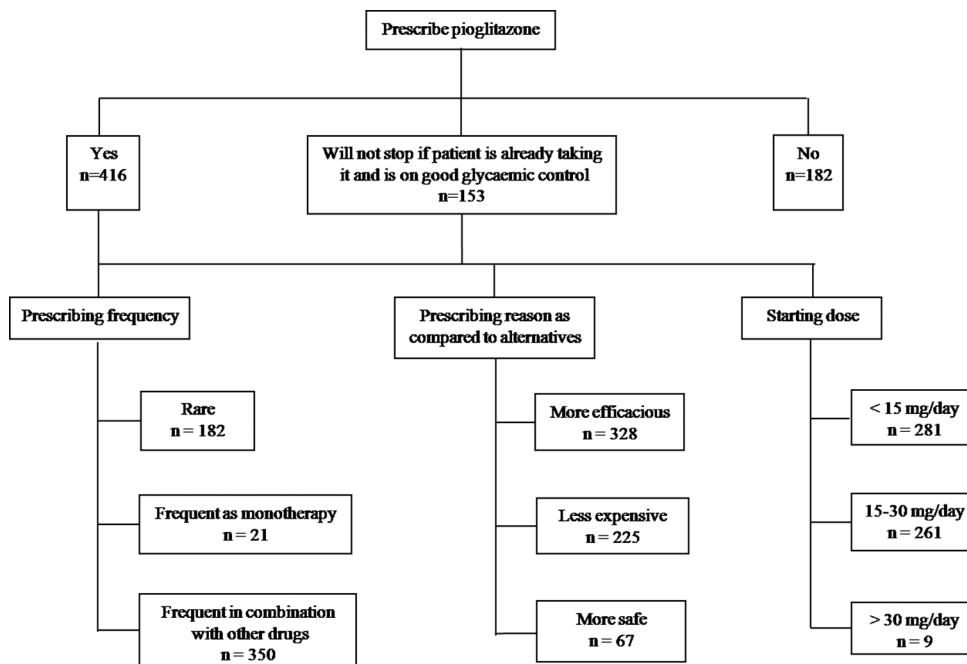 Prescribe pioglitazone
Yes
n=416
Will not stop if patient is already taking
it and is on good glycaemic control
n=153
No
n=182
Prescribing frequency
Prescribing reason as
compared to alternatives
Starting dose
Rare
n = 182
Frequent as monotherapy
n = 21
Frequent in combination
with other drugs
n = 350
More efficacious
n = 328
Less expensive
n = 225
More safe
n = 67
< 15 mg/day
n = 281
15-30 mg/day
n = 261
> 30 mg/day
n = 9